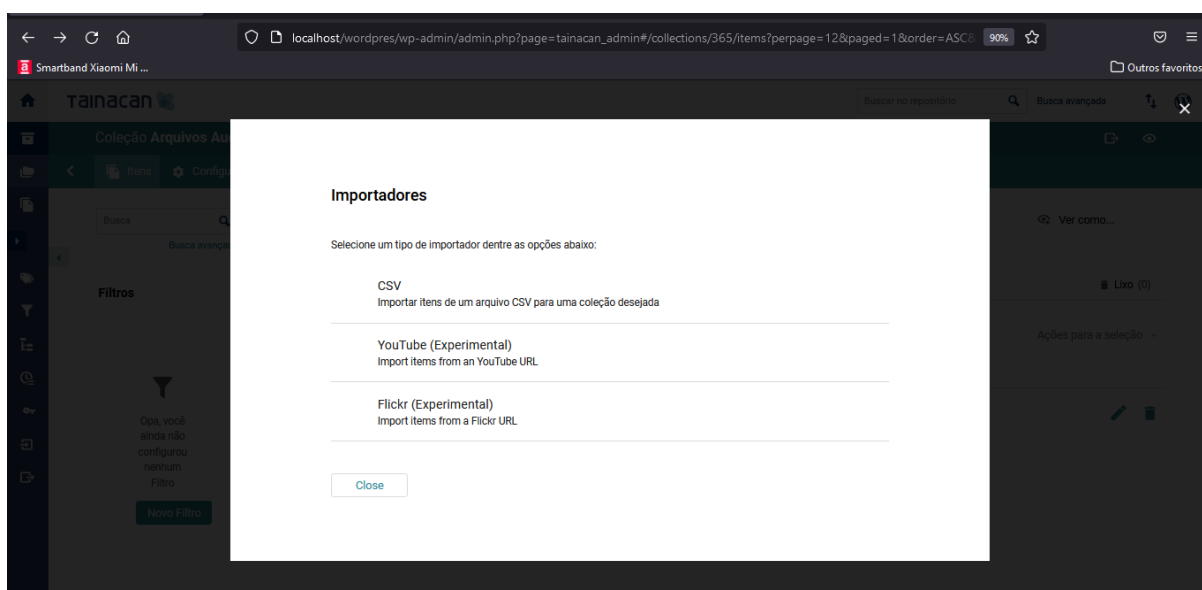 localhost/wordpres/wp-admin/admin.php?page=tainacan_admin#/collections/365/items?perpage=12&paged=1&order=ASC&
90%
a Smartband Xiaomi Mi ...
Outros favoritos
Tainacan
Buscar no repositório
Busca avançada
Coleção Arquivos Au
Itens
Configu
Busca
Busca avança
Ver como...
Filtros
Lixo (0)
Ações para a seleção
Opa, você
ainda não
configurou
nenhum
Filtro
Novo Filtro
Importadores
Selecione um tipo de importador dentre as opções abaixo:
CSV
Importar itens de um arquivo CSV para uma coleção desejada
YouTube (Experimental)
Import items from an YouTube URL
Flickr (Experimental)
Import items from a Flickr URL
Close